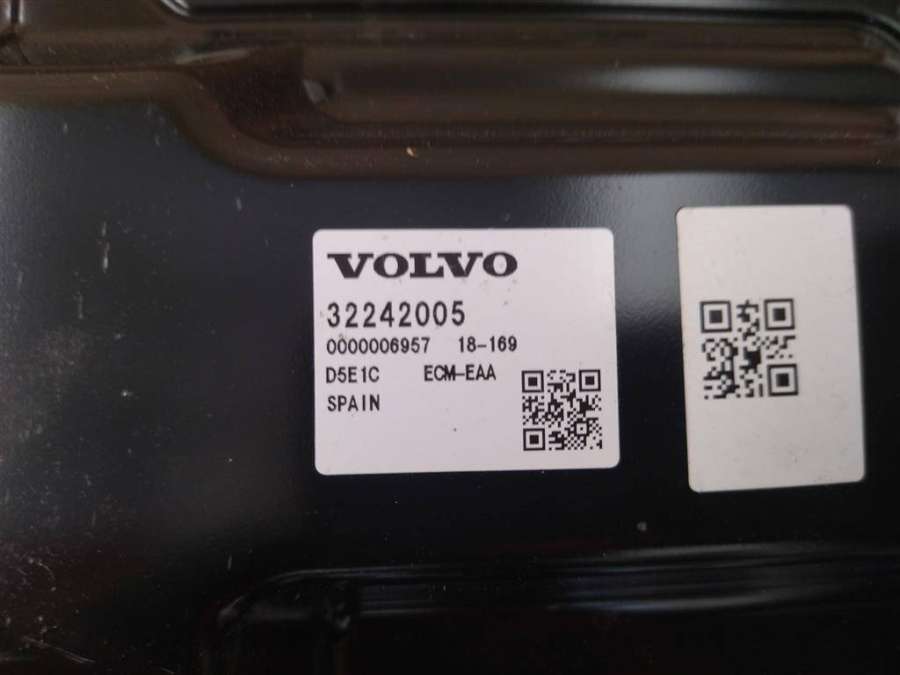 VOLVO
32242005
0000006957 18-169
D5E1C ECM-EAA
SPAIN